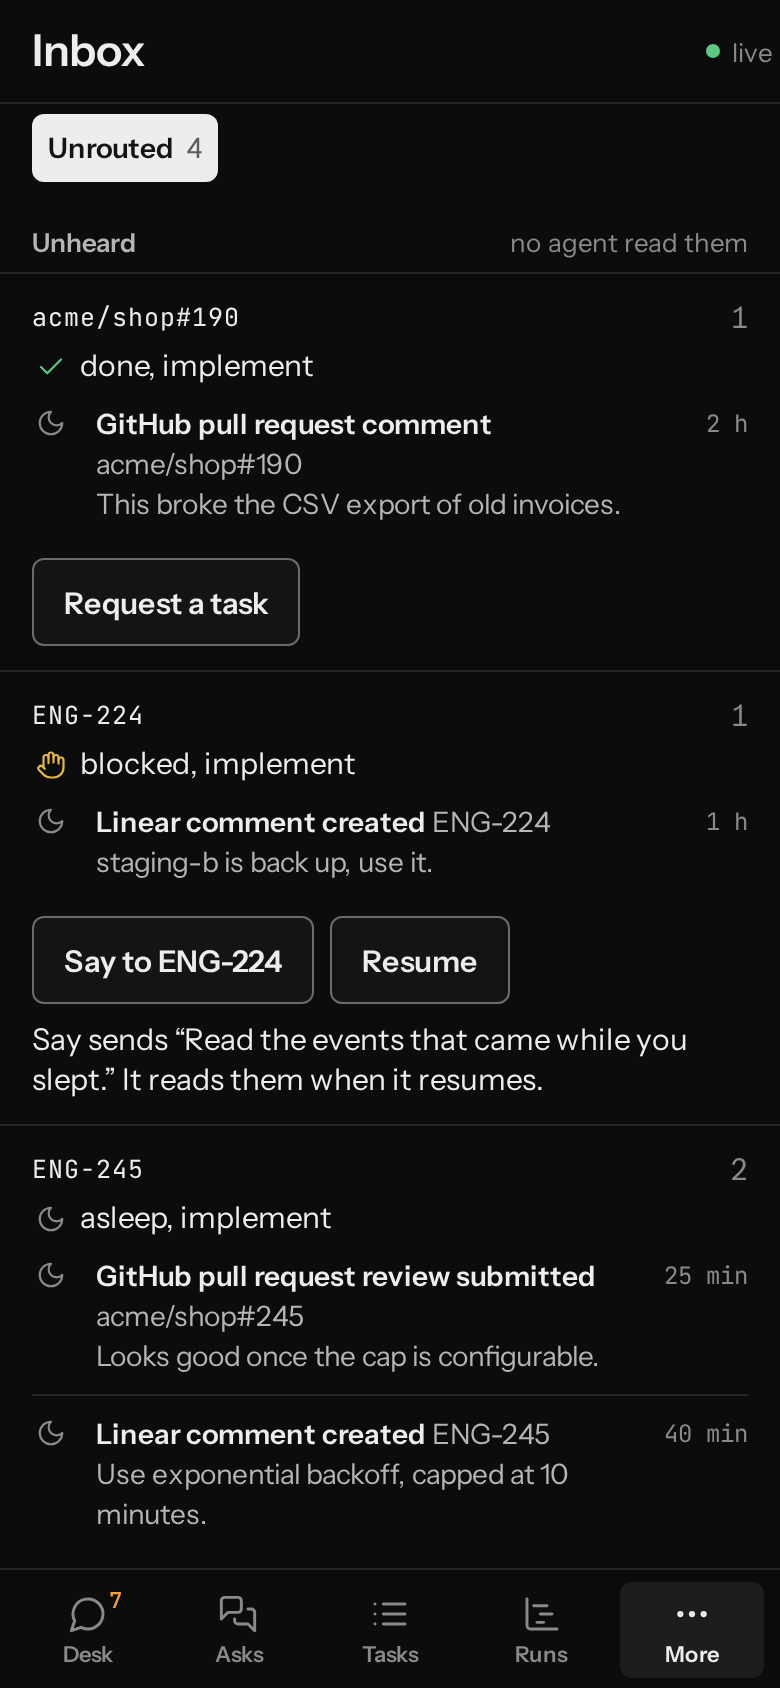 Inbox
live
Unrouted 4
Unheard
no agent read them
acme/shop#190
1
done, implement
GitHub pull request comment
2 h
acme/shop#190
This broke the CSV export of old invoices.
Request a task
ENG-224
1
blocked, implement
Linear comment created ENG-224
1 h
staging-b is back up, use it.
Say to ENG-224
Resume
Say sends “Read the events that came while you
slept.” It reads them when it resumes.
ENG-245
2
asleep, implement
GitHub pull request review submitted
25 min
acme/shop#245
Looks good once the cap is configurable.
Linear comment created ENG-245
40 min
Use exponential backoff, capped at 10
minutes.
7
Desk
Asks
Tasks
Runs
More